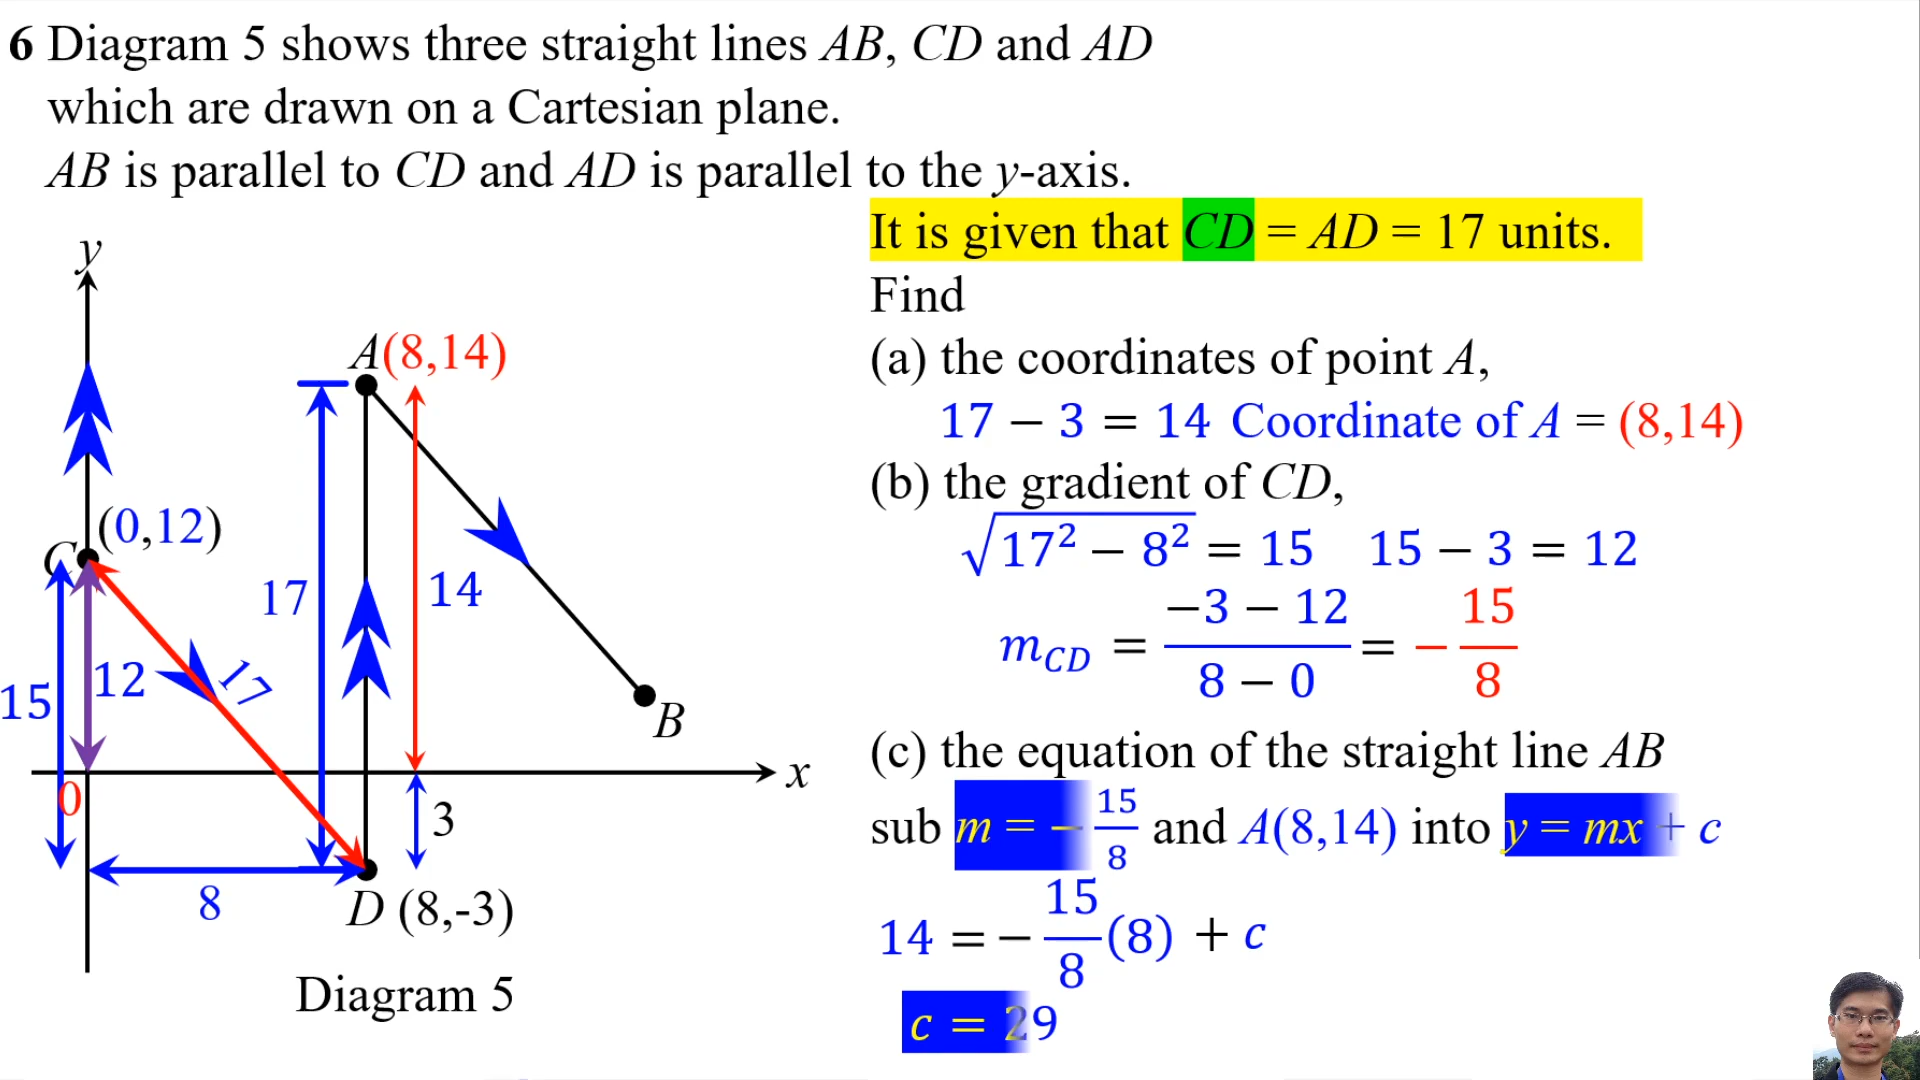 6 Diagram 5 shows three straight lines AB, CD and AD
which are drawn on a Cartesian plane.
AB is parallel to CD and AD is parallel to the y-axis.
It is given that CD = AD = 17 units.
Find
(a) the coordinates of point A,
17 − 3 = 14 Coordinate of A = (8,14)
(b) the gradient of CD,
√(17² − 8²) = 15 15 − 3 = 12
m_CD = (−3 − 12)/(8 − 0) = −15/8
(c) the equation of the straight line AB
sub m = −15/8 and A(8,14) into y = mx + c
14 = −15/8(8) + c
c = 29
y
A(8,14)
(0,12)
C
17
14
17
12
15
B
x
0
3
8
D (8,-3)
Diagram 5